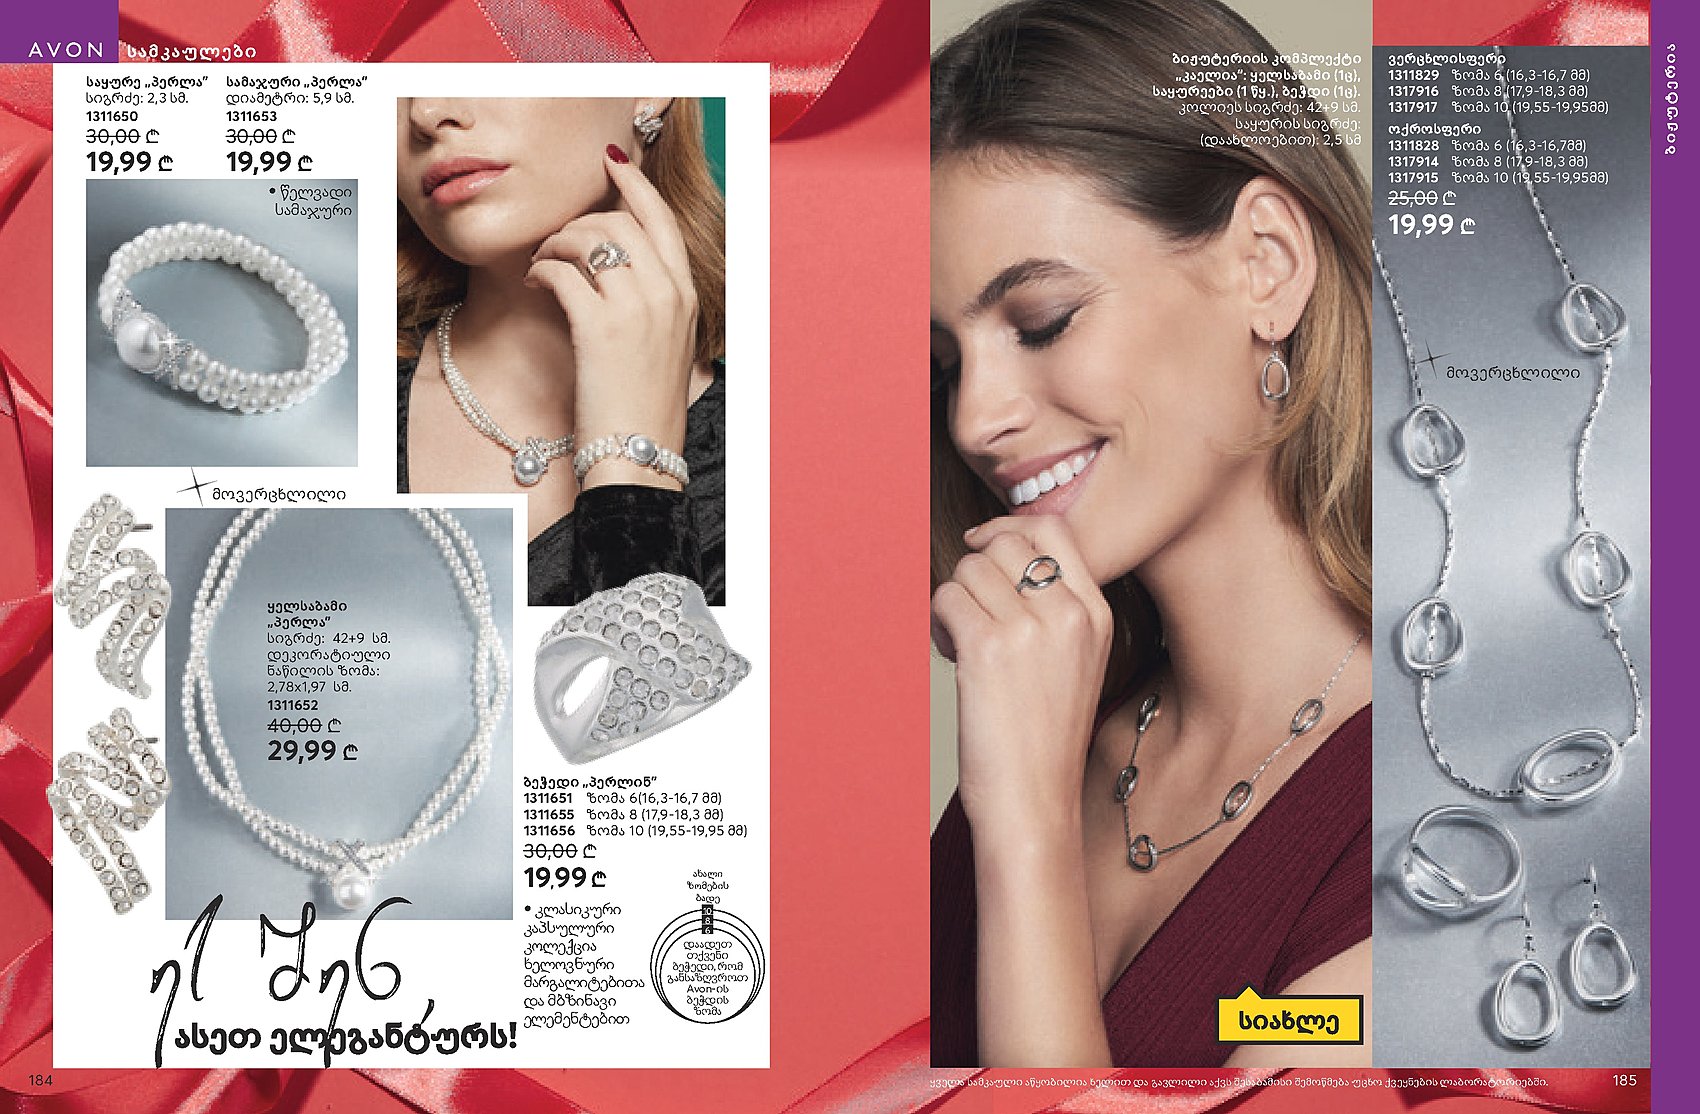 AVON
სამკაულები
საყურე „პერლა“
სიგრძე: 2,3 სმ.
1311650
30,00 ₾
19,99 ₾
სამაჯური „პერლა“
დიამეტრი: 5,9 სმ.
1311653
30,00 ₾
19,99 ₾
• წელვადი
სამაჯური
მოვერცხლილი
ყელსაბამი
„პერლა“
სიგრძე: 42+9 სმ.
დეკორატიული
ნაწილის ზომა:
2,78x1,97 სმ.
1311652
40,00 ₾
29,99 ₾
ბეჭედი „პერლინ“
1311651 ზომა 6(16,3-16,7 მმ)
1311655 ზომა 8 (17,9-18,3 მმ)
1311656 ზომა 10 (19,55-19,95 მმ)
30,00 ₾
19,99 ₾
• კლასიკური
კაპსულური
კოლექცია
ხელოვნური
მარგალიტებითა
და მბზინავი
ელემენტებით
ახალი
ზომების
ბადე
10
8
6
დაადეთ
თქვენი
ბეჭედი, რომ
განსაზღვროთ
Avon-ის
ბეჭდის
ზომა
ეს შენ,
ასეთ ელეგანტურს!
184
ბიჟუტერიის კომპლექტი
„კაელია“: ყელსაბამი (1ც),
საყურეები (1 წყ.), ბეჭდი (1ც).
კოლიეს სიგრძე: 42+9 სმ.
საყურის სიგრძე:
(დაახლოებით): 2,5 სმ
ვერცხლისფერი
1311829 ზომა 6 (16,3-16,7 მმ)
1317916 ზომა 8 (17,9-18,3 მმ)
1317917 ზომა 10 (19,55-19,95მმ)
ოქროსფერი
1311828 ზომა 6 (16,3-16,7მმ)
1317914 ზომა 8 (17,9-18,3 მმ)
1317915 ზომა 10 (19,55-19,95მმ)
25,00 ₾
19,99 ₾
მოვერცხლილი
ბიჟუტერია
სიახლე
ყველა სამკაული აწყობილია ხელით და გავლილი აქვს შესაბამისი შემოწმება უცხო ქვეყნების ლაბორატორიებში.
185